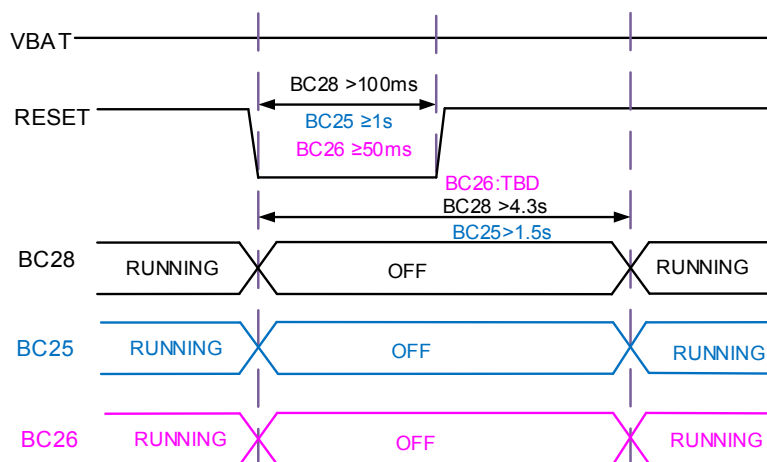 VBAT
BC28 >100ms
RESET
BC25 ≥1s
BC26 ≥50ms
BC26:TBD
BC28 >4.3s
BC25>1.5s
BC28 RUNNING OFF RUNNING
BC25 RUNNING OFF RUNNING
BC26 RUNNING OFF RUNNING